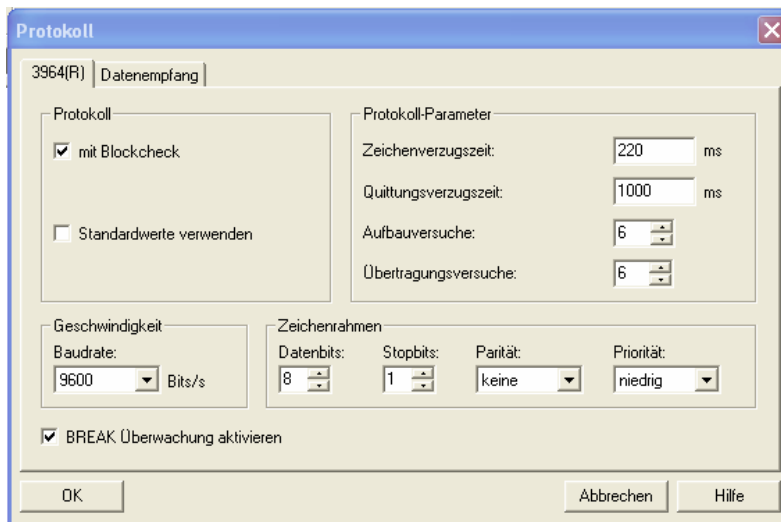 Protokoll
3964(R) Datenempfang
Protokoll
mit Blockcheck
Standardwerte verwenden
Protokoll-Parameter
Zeichenverzugszeit: 220 ms
Quittungsverzugszeit: 1000 ms
Aufbauversuche: 6
Übertragungsversuche: 6
Geschwindigkeit
Baudrate:
9600 Bits/s
Zeichenrahmen
Datenbits: Stopbits: Parität: Priorität:
8 1 keine niedrig
BREAK Überwachung aktivieren
OK Abbrechen Hilfe